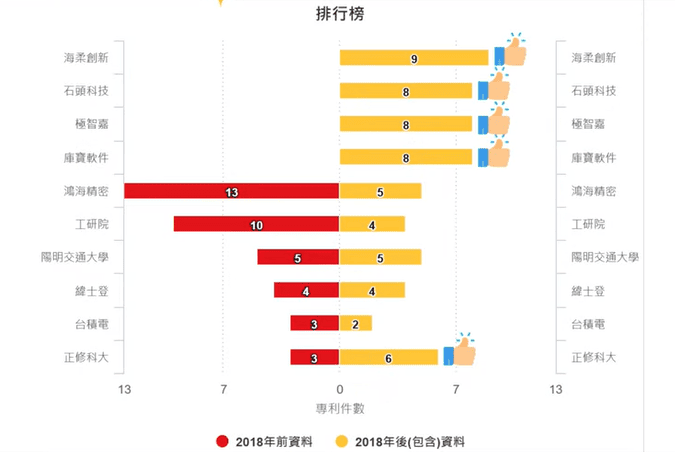 排行榜
海柔創新 9 海柔創新
石頭科技 8 石頭科技
極智嘉 8 極智嘉
庫寶軟件 8 庫寶軟件
鴻海精密 13 5 鴻海精密
工研院 10 4 工研院
陽明交通大學 5 5 陽明交通大學
緯士登 4 4 緯士登
台積電 3 2 台積電
正修科大 3 6 正修科大
13 7 0 7 13
專利件數
2018年前資料 2018年後(包含)資料